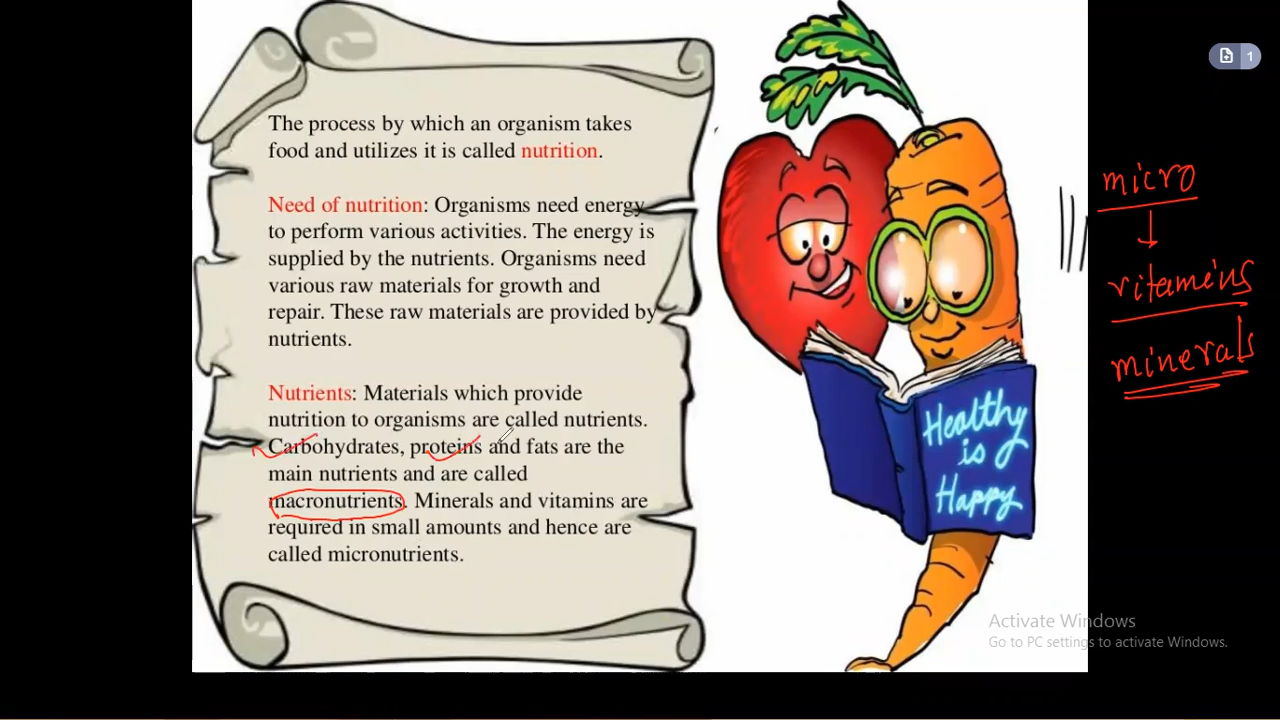 The process by which an organism takes
food and utilizes it is called nutrition.
Need of nutrition: Organisms need energy
to perform various activities. The energy is
supplied by the nutrients. Organisms need
various raw materials for growth and
repair. These raw materials are provided by
nutrients.
Nutrients: Materials which provide
nutrition to organisms are called nutrients.
Carbohydrates, proteins and fats are the
main nutrients and are called
macronutrients. Minerals and vitamins are
required in small amounts and hence are
called micronutrients.
Healthy
is
Happy
1
micro
vitamins
minerals
Activate Windows
Go to PC settings to activate Windows.